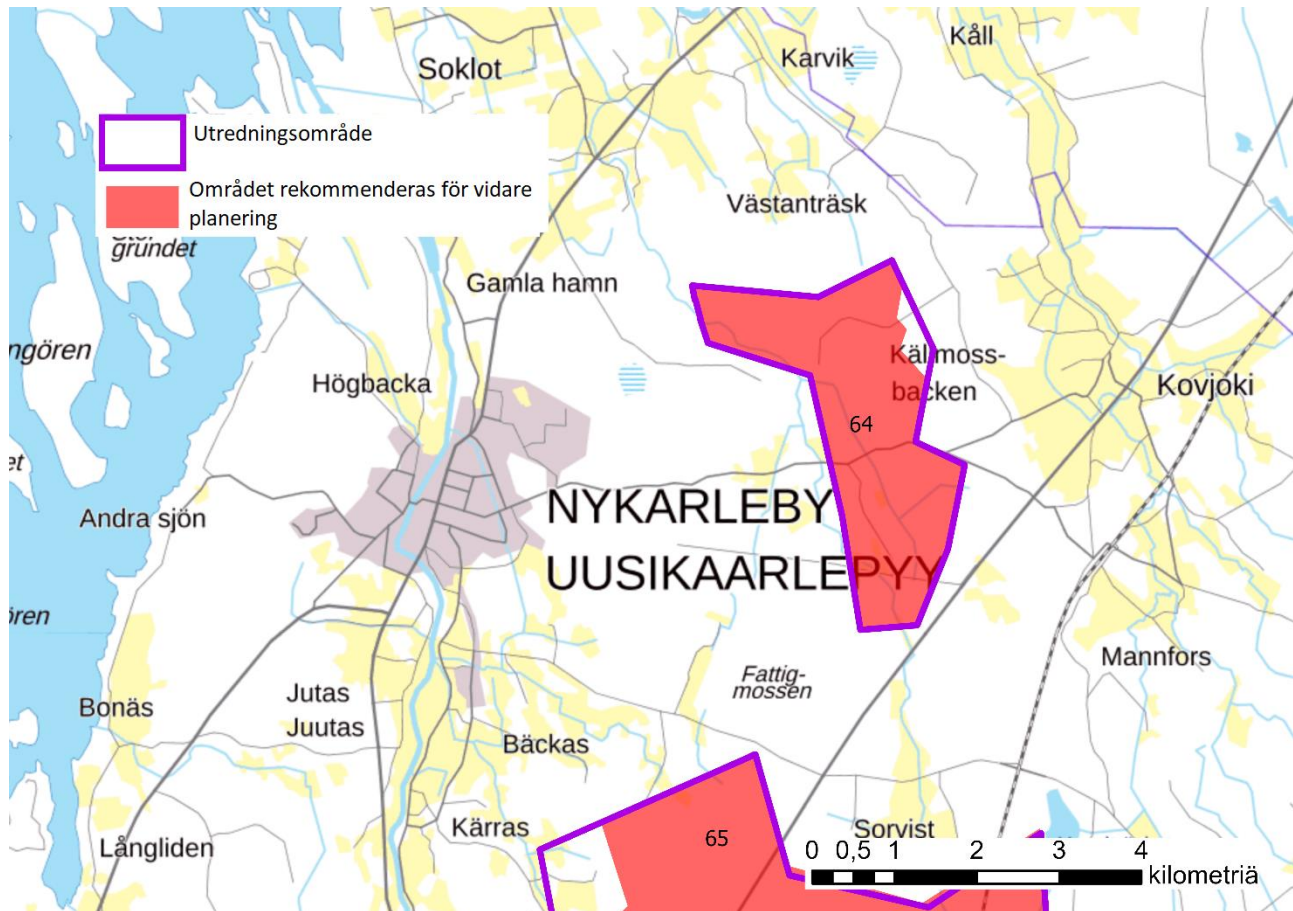 Soklot
Karvik
Kåll
Utredningsområde
Området rekommenderas för vidare
planering
Västanträsk
grundet
Gamla hamn
ngören
Högbacka
Källmoss-
backen
Kovjoki
64
et
Andra sjön
NYKARLEBY
UUSIKAARLEPYY
ören
Mannfors
Fattig-
mossen
Jutas
Juutas
Bonäs
Bäckas
Kärras
65
Sorvist
Långliden
0 0,5 1 2 3 4
kilometriä